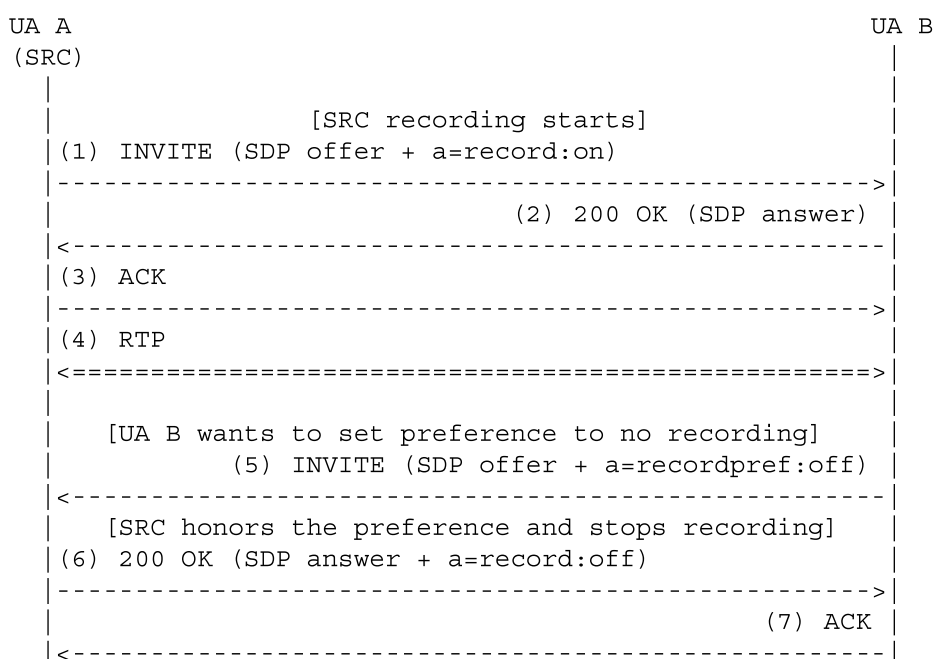 UA A UA B
(SRC) |
| |
| [SRC recording starts] |
|(1) INVITE (SDP offer + a=record:on) |
|---------------------------------------------------->|
| (2) 200 OK (SDP answer) |
|<----------------------------------------------------|
|(3) ACK |
|---------------------------------------------------->|
|(4) RTP |
|<===================================================>|
| |
| [UA B wants to set preference to no recording] |
| (5) INVITE (SDP offer + a=recordpref:off) |
|<----------------------------------------------------|
| [SRC honors the preference and stops recording] |
|(6) 200 OK (SDP answer + a=record:off) |
|---------------------------------------------------->|
| (7) ACK |
|<----------------------------------------------------|